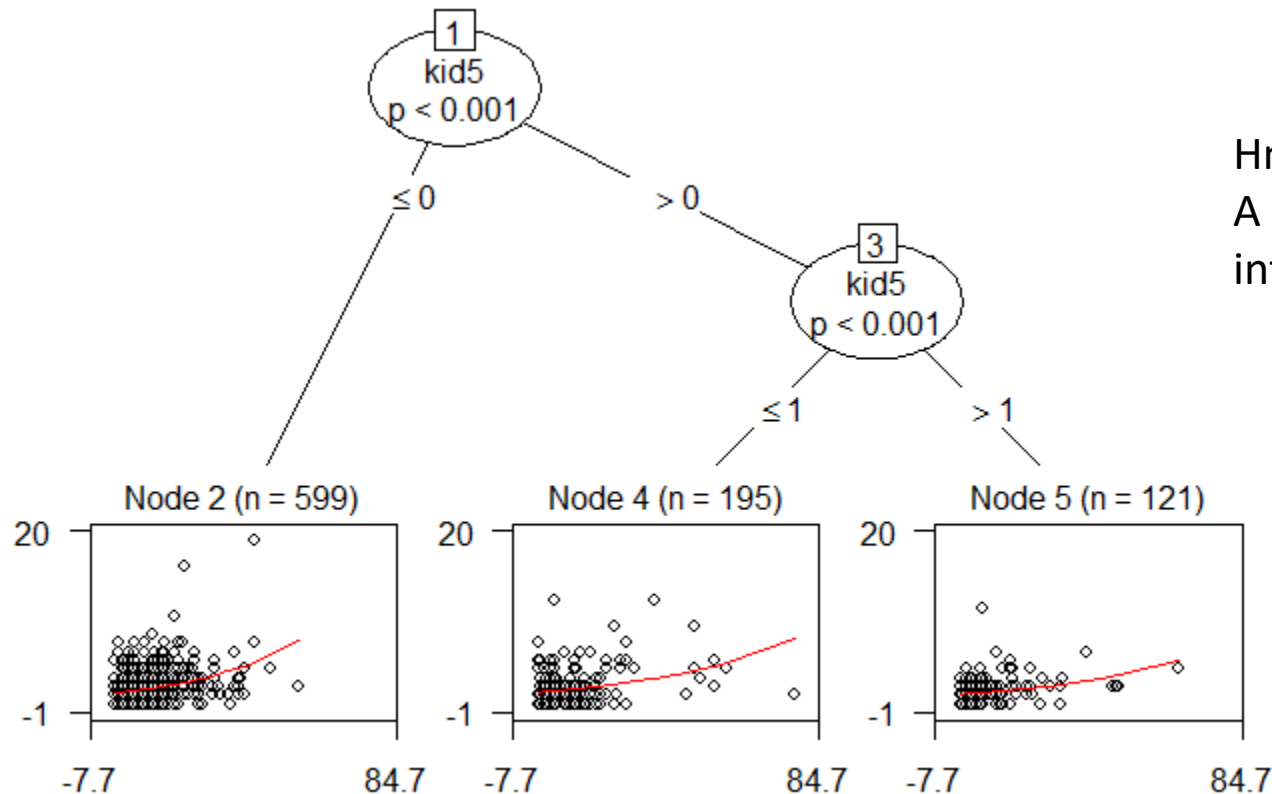 1
kid5
p < 0.001
≤ 0
> 0
3
kid5
p < 0.001
≤ 1
> 1
Node 2 (n = 599)
20
-1
-7.7 84.7
Node 4 (n = 195)
20
-1
-7.7 84.7
Node 5 (n = 121)
20
-1
-7.7 84.7
A